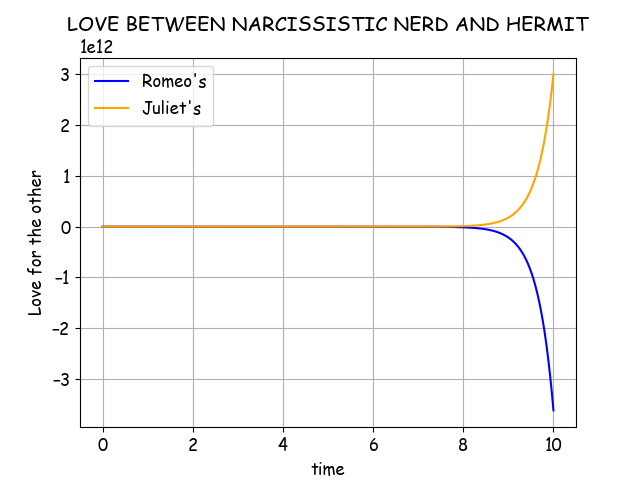 LOVE BETWEEN NARCISSISTIC NERD AND HERMIT
1e12
Romeo's
Juliet's
3
2
1
0
−1
−2
−3
Love for the other
0 2 4 6 8 10
time